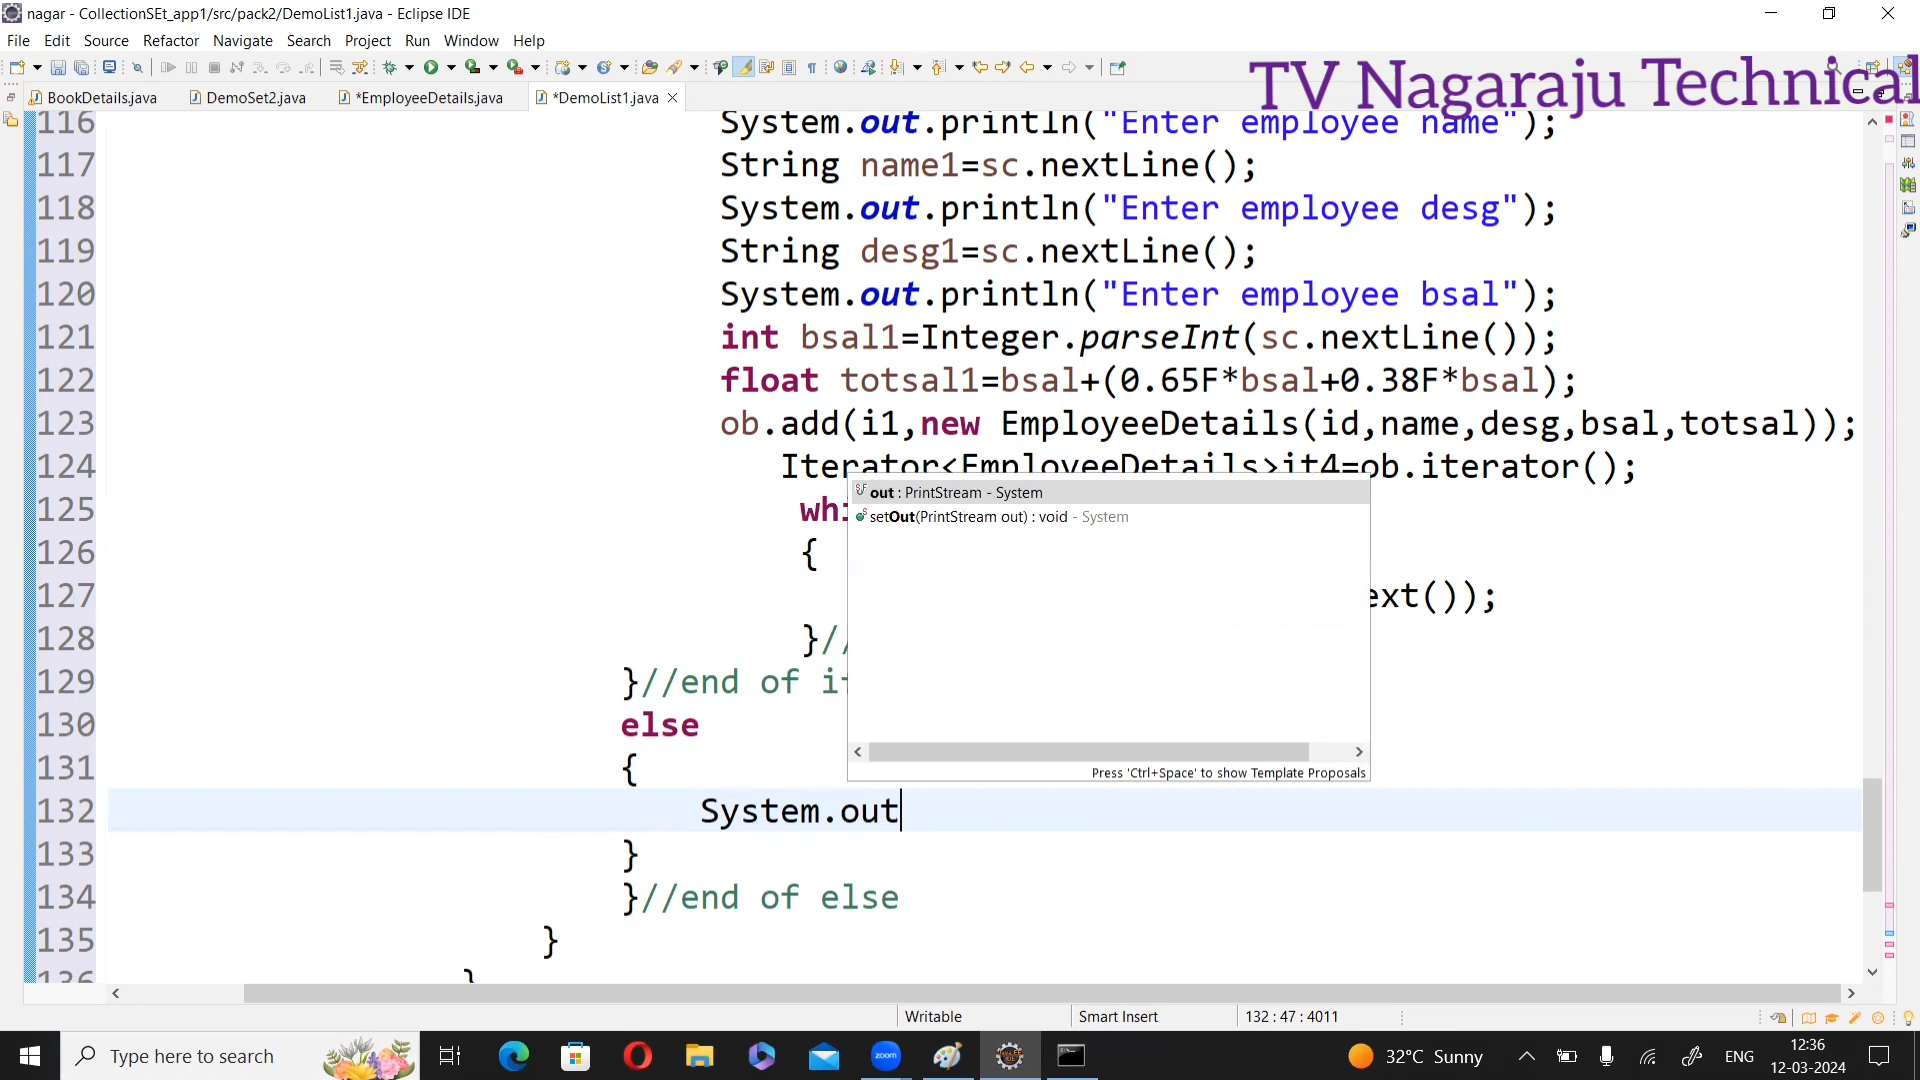 nagar - CollectionSEt_app1/src/pack2/DemoList1.java - Eclipse IDE
File Edit Source Refactor Navigate Search Project Run Window Help
TV Nagaraju Technical
BookDetails.java DemoSet2.java *EmployeeDetails.java *DemoList1.java
116 System.out.println("Enter employee name");
117 String name1=sc.nextLine();
118 System.out.println("Enter employee desg");
119 String desg1=sc.nextLine();
120 System.out.println("Enter employee bsal");
121 int bsal1=Integer.parseInt(sc.nextLine());
122 float totsal1=bsal+(0.65F*bsal+0.38F*bsal);
123 ob.add(i1,new EmployeeDetails(id,name,desg,bsal,totsal));
124 Iterator<EmployeeDetails>it4=ob.iterator();
out : PrintStream - System
125 whi
setOut(PrintStream out) : void - System
126 {
127 ext());
128 }//
129 }//end of if
130 else
Press 'Ctrl+Space' to show Template Proposals
131 {
132 System.out
133 }
134 }//end of else
135 }
136 }
Writable Smart Insert 132 : 47 : 4011
Type here to search zoom 32°C Sunny ENG 12:36
12-03-2024